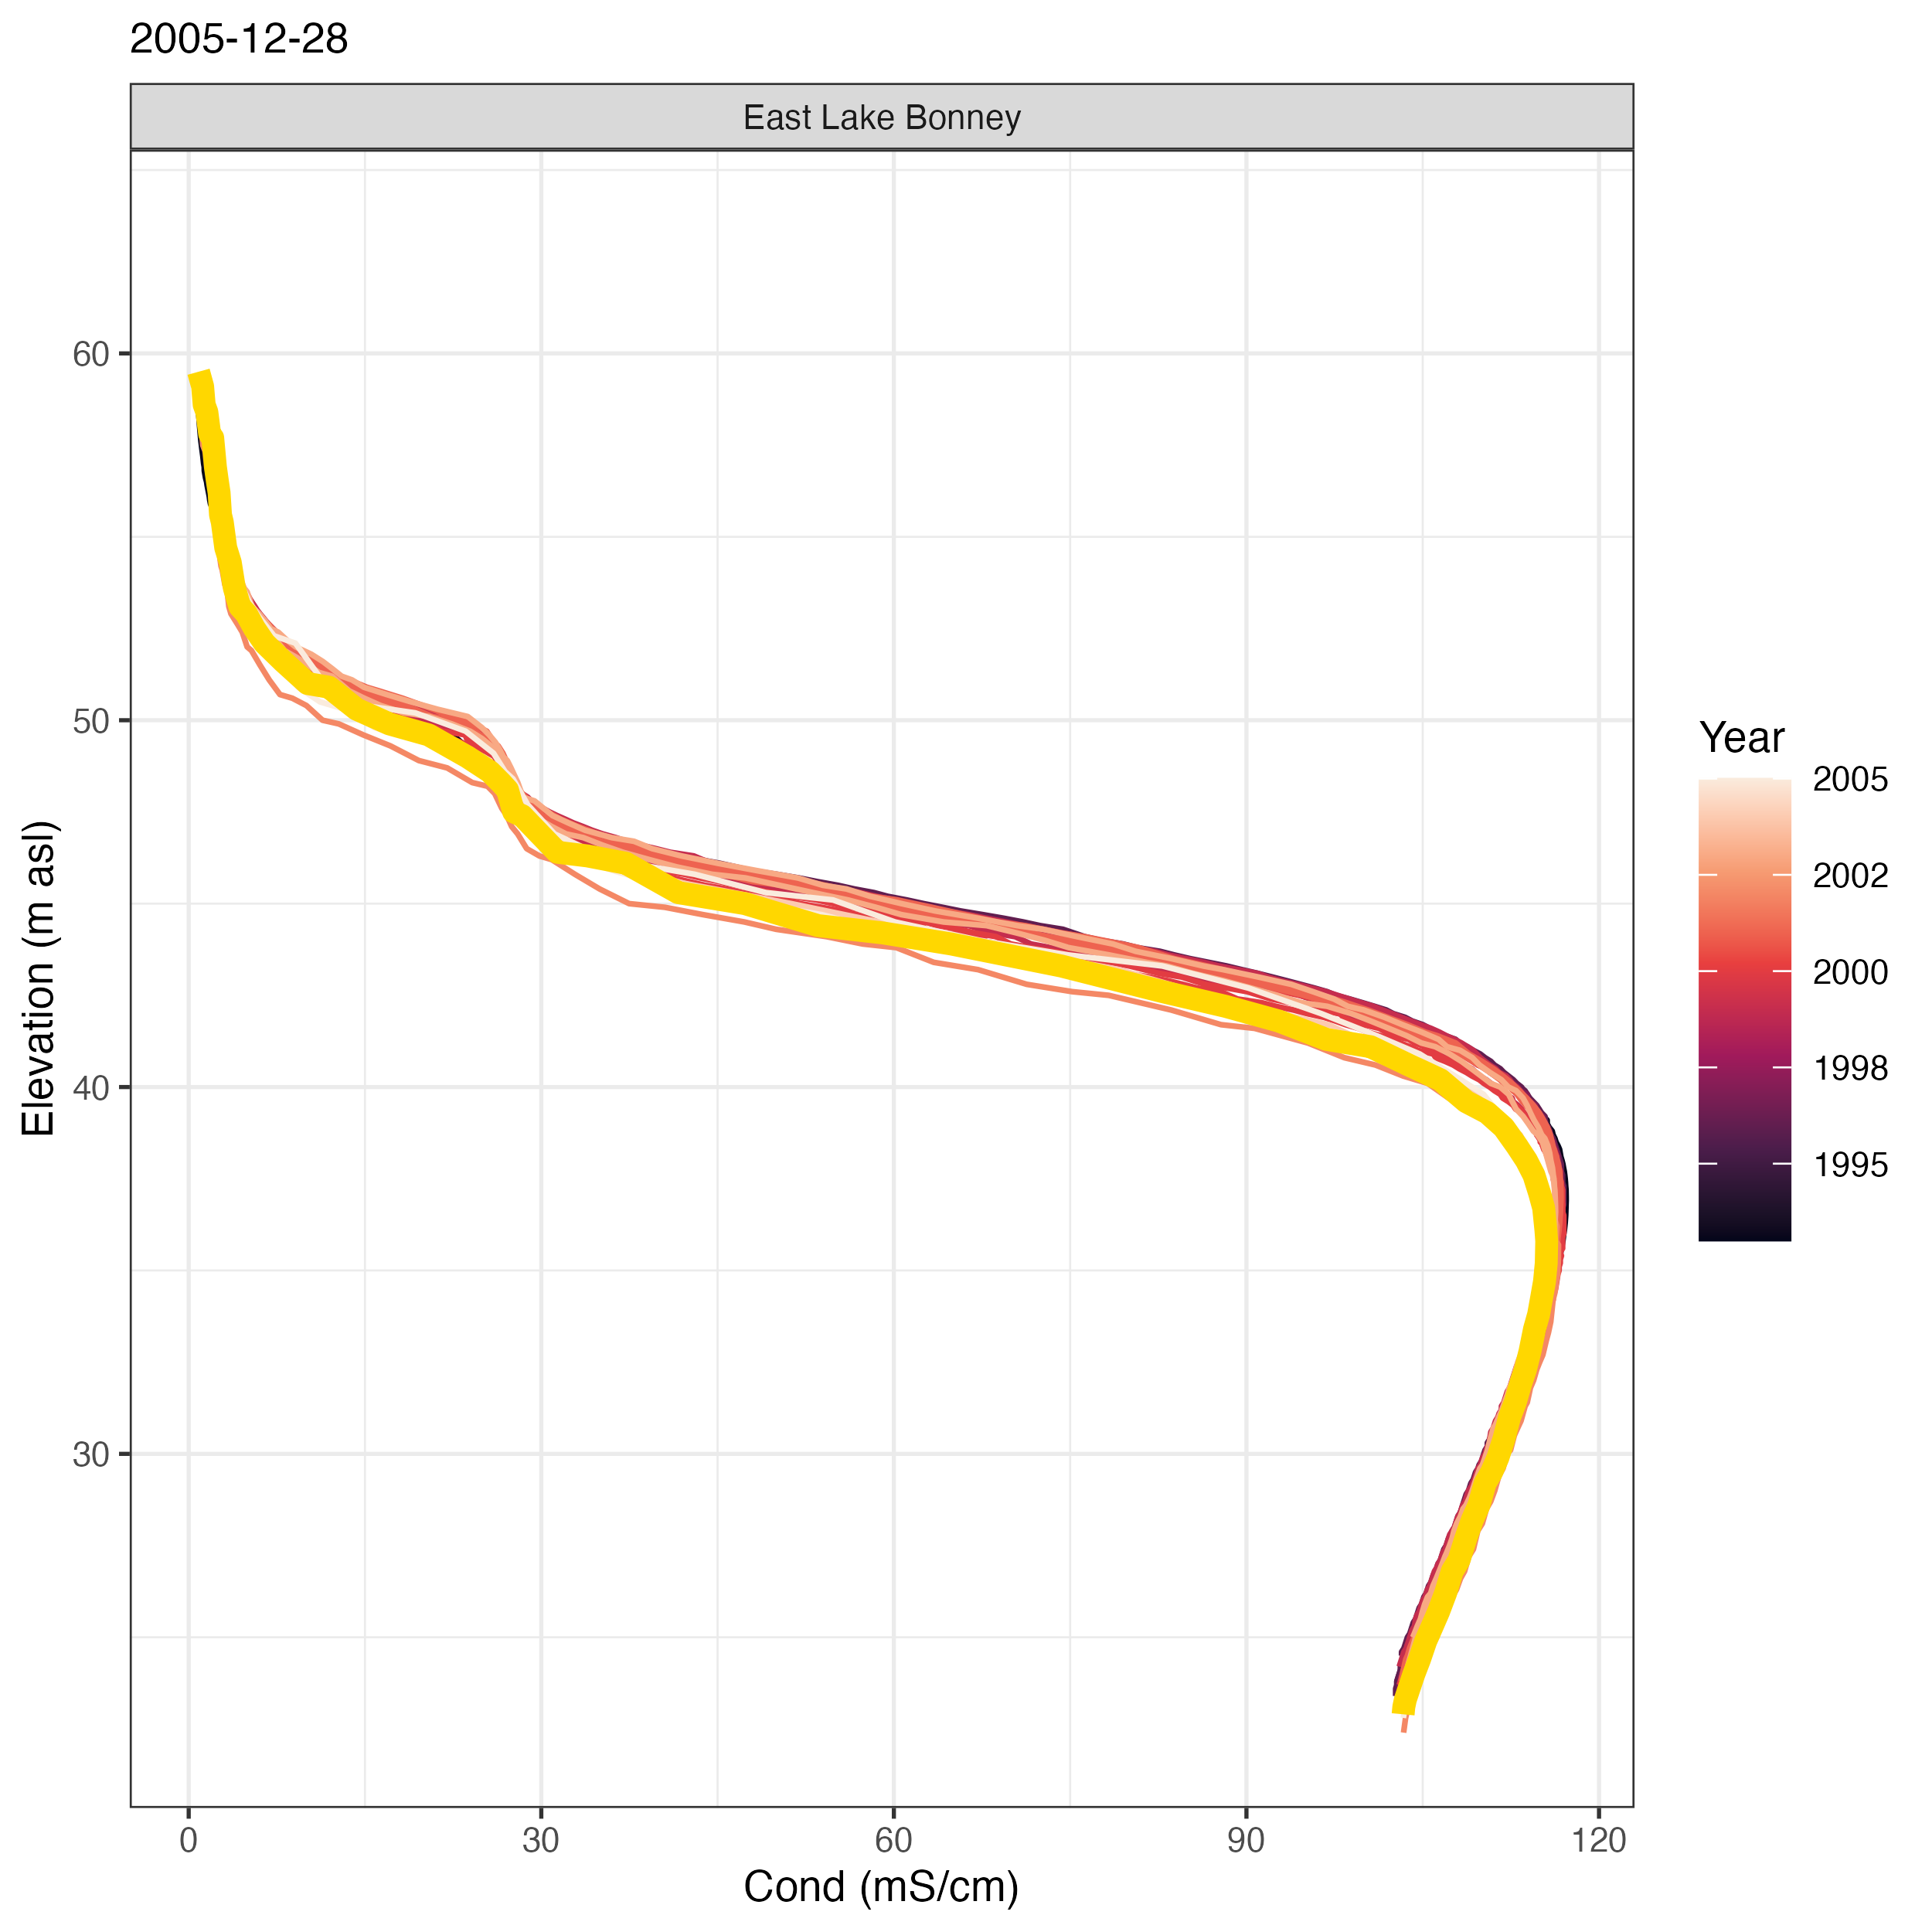 2005-12-28
East Lake Bonney
Elevation (m asl)
60
50
40
30
0 30 60 90 120
Cond (mS/cm)
Year
2005
2002
2000
1998
1995